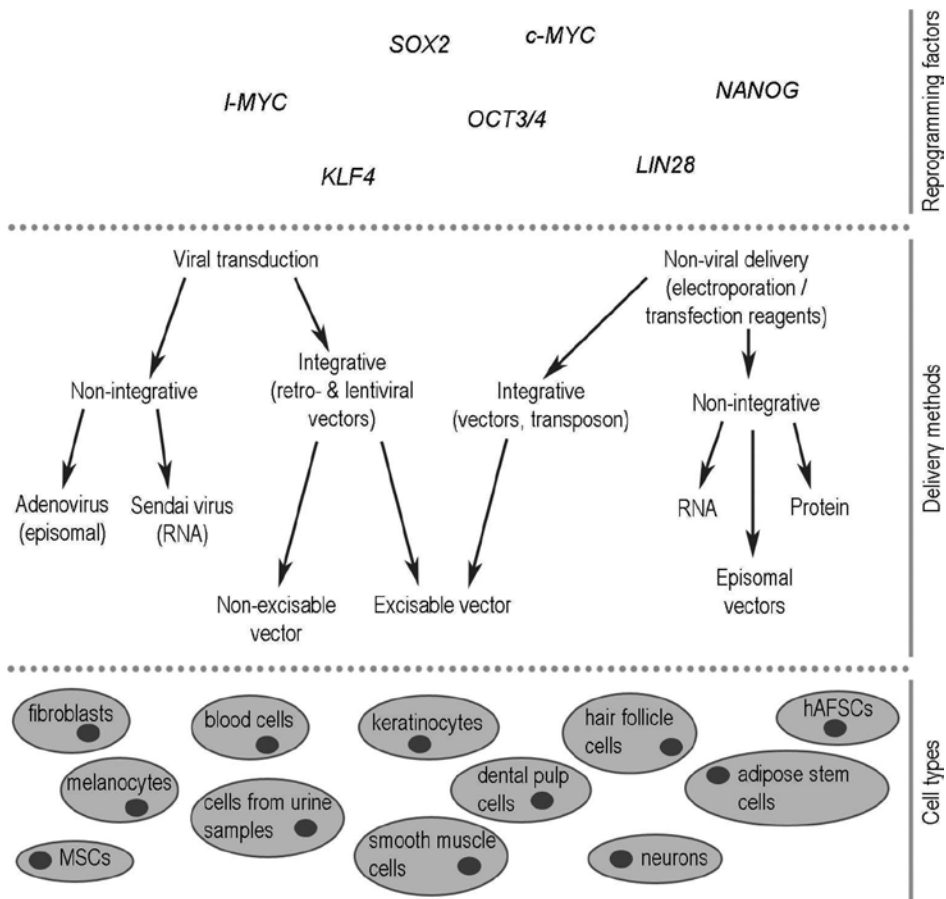 SOX2
c-MYC
l-MYC
NANOG
OCT3/4
KLF4
LIN28
Reprogramming factors
Viral transduction
Non-viral delivery
(electroporation /
transfection reagents)
Integrative
(retro- & lentiviral
vectors)
Non-integrative
Integrative
(vectors, transposon)
Non-integrative
Adenovirus
(episomal)
Sendai virus
(RNA)
RNA
Protein
Non-excisable
vector
Excisable vector
Episomal
vectors
Delivery methods
fibroblasts
blood cells
keratinocytes
hair follicle
cells
hAFSCs
melanocytes
cells from urine
samples
dental pulp
cells
adipose stem
cells
MSCs
smooth muscle
cells
neurons
Cell types